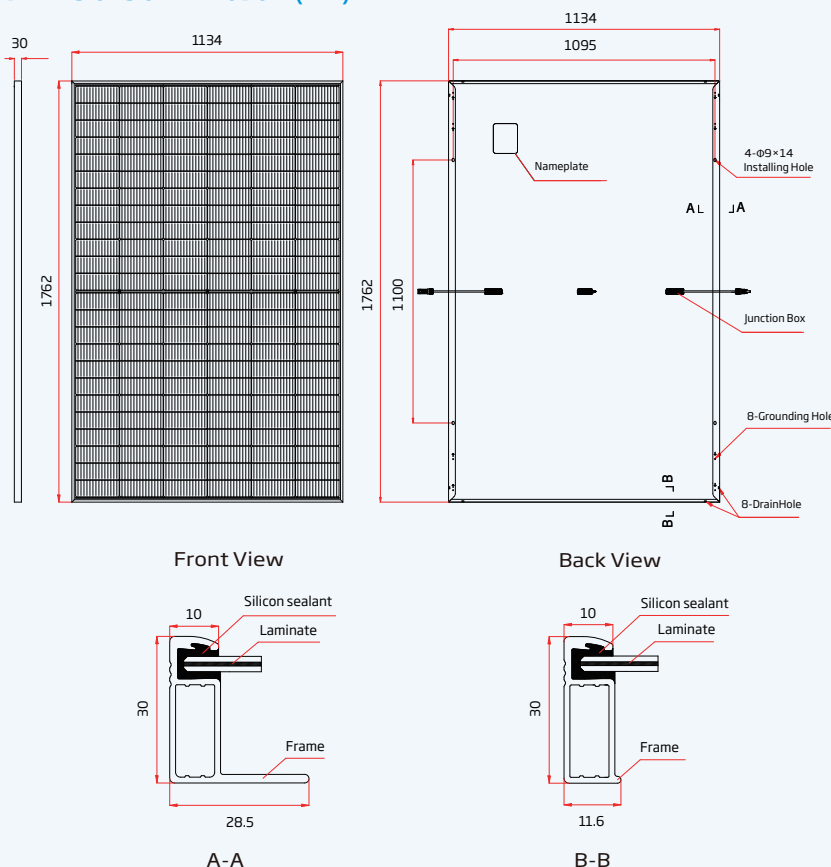 30
1134
1762
Front View
1134
1095
1762
1100
Nameplate
4-Φ9×14
Installing Hole
A
A
Junction Box
8-Grounding Hole
B
B
8-DrainHole
Back View
10
Silicon sealant
Laminate
30
Frame
28.5
A-A
10
Silicon sealant
Laminate
30
Frame
11.6
B-B